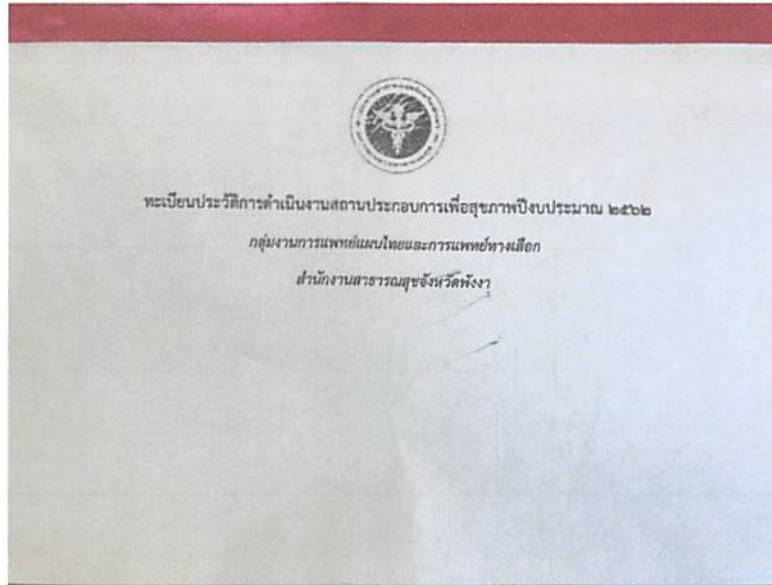 ทะเบียนประวัติการดำเนินงานสถานประกอบการเพื่อสุขภาพปีงบประมาณ ๒๕๖๒
กลุ่มงานการแพทย์แผนไทยและการแพทย์ทางเลือก
สำนักงานสาธารณสุขจังหวัดพังงา